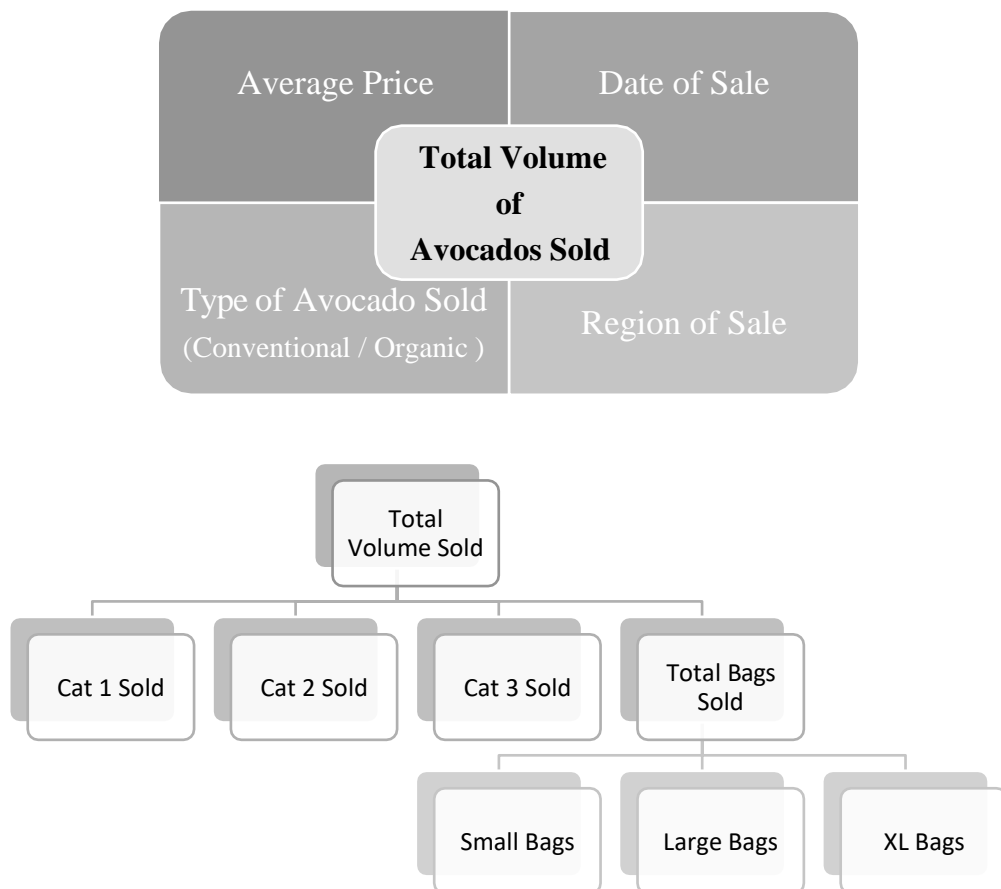 Average Price
Date of Sale
Total Volume
of
Avocados Sold
Type of Avocado Sold
(Conventional / Organic )
Region of Sale
Total
Volume Sold
Cat 1 Sold
Cat 2 Sold
Cat 3 Sold
Total Bags
Sold
Small Bags
Large Bags
XL Bags